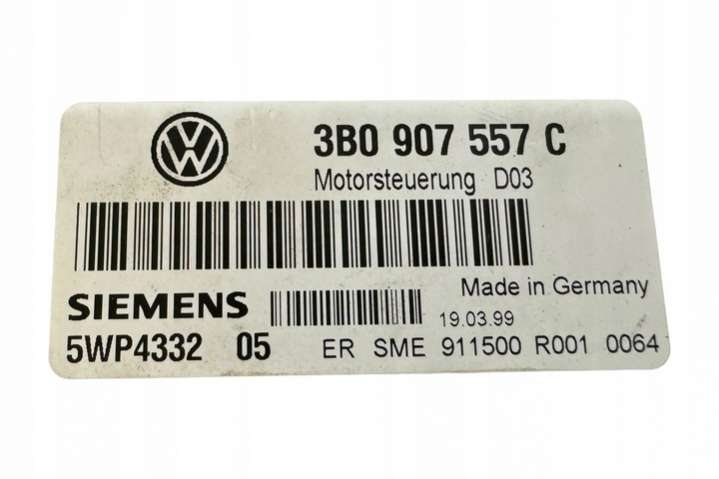 VW
3B0 907 557 C
Motorsteuerung D03
Made in Germany
SIEMENS
19.03.99
5WP4332 05 ER SME 911500 R001 0064